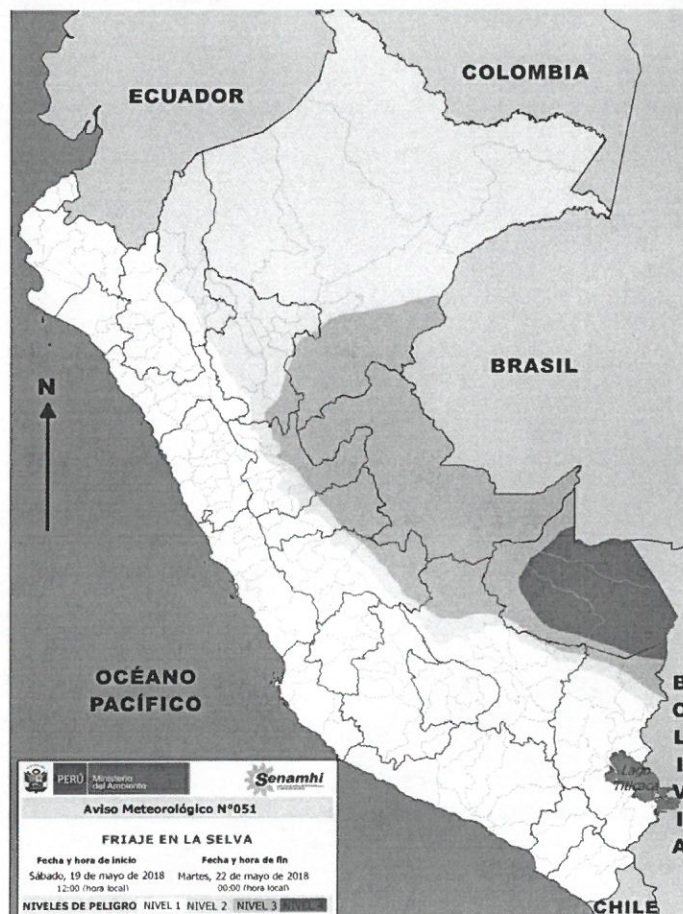 COLOMBIA
ECUADOR
BRASIL
N
OCÉANO
PACÍFICO
BOLIVIA
Lago
Titicaca
CHILE
PERÚ Ministerio
del Ambiente
Senamhi
Aviso Meteorológico N°051
FRIAJE EN LA SELVA
Fecha y hora de inicio Fecha y hora de fin
Sábado, 19 de mayo de 2018 Martes, 22 de mayo de 2018
12:00 (hora local) 00:00 (hora local)
NIVELES DE PELIGRO NIVEL 1 NIVEL 2 NIVEL 3 NIVEL 4